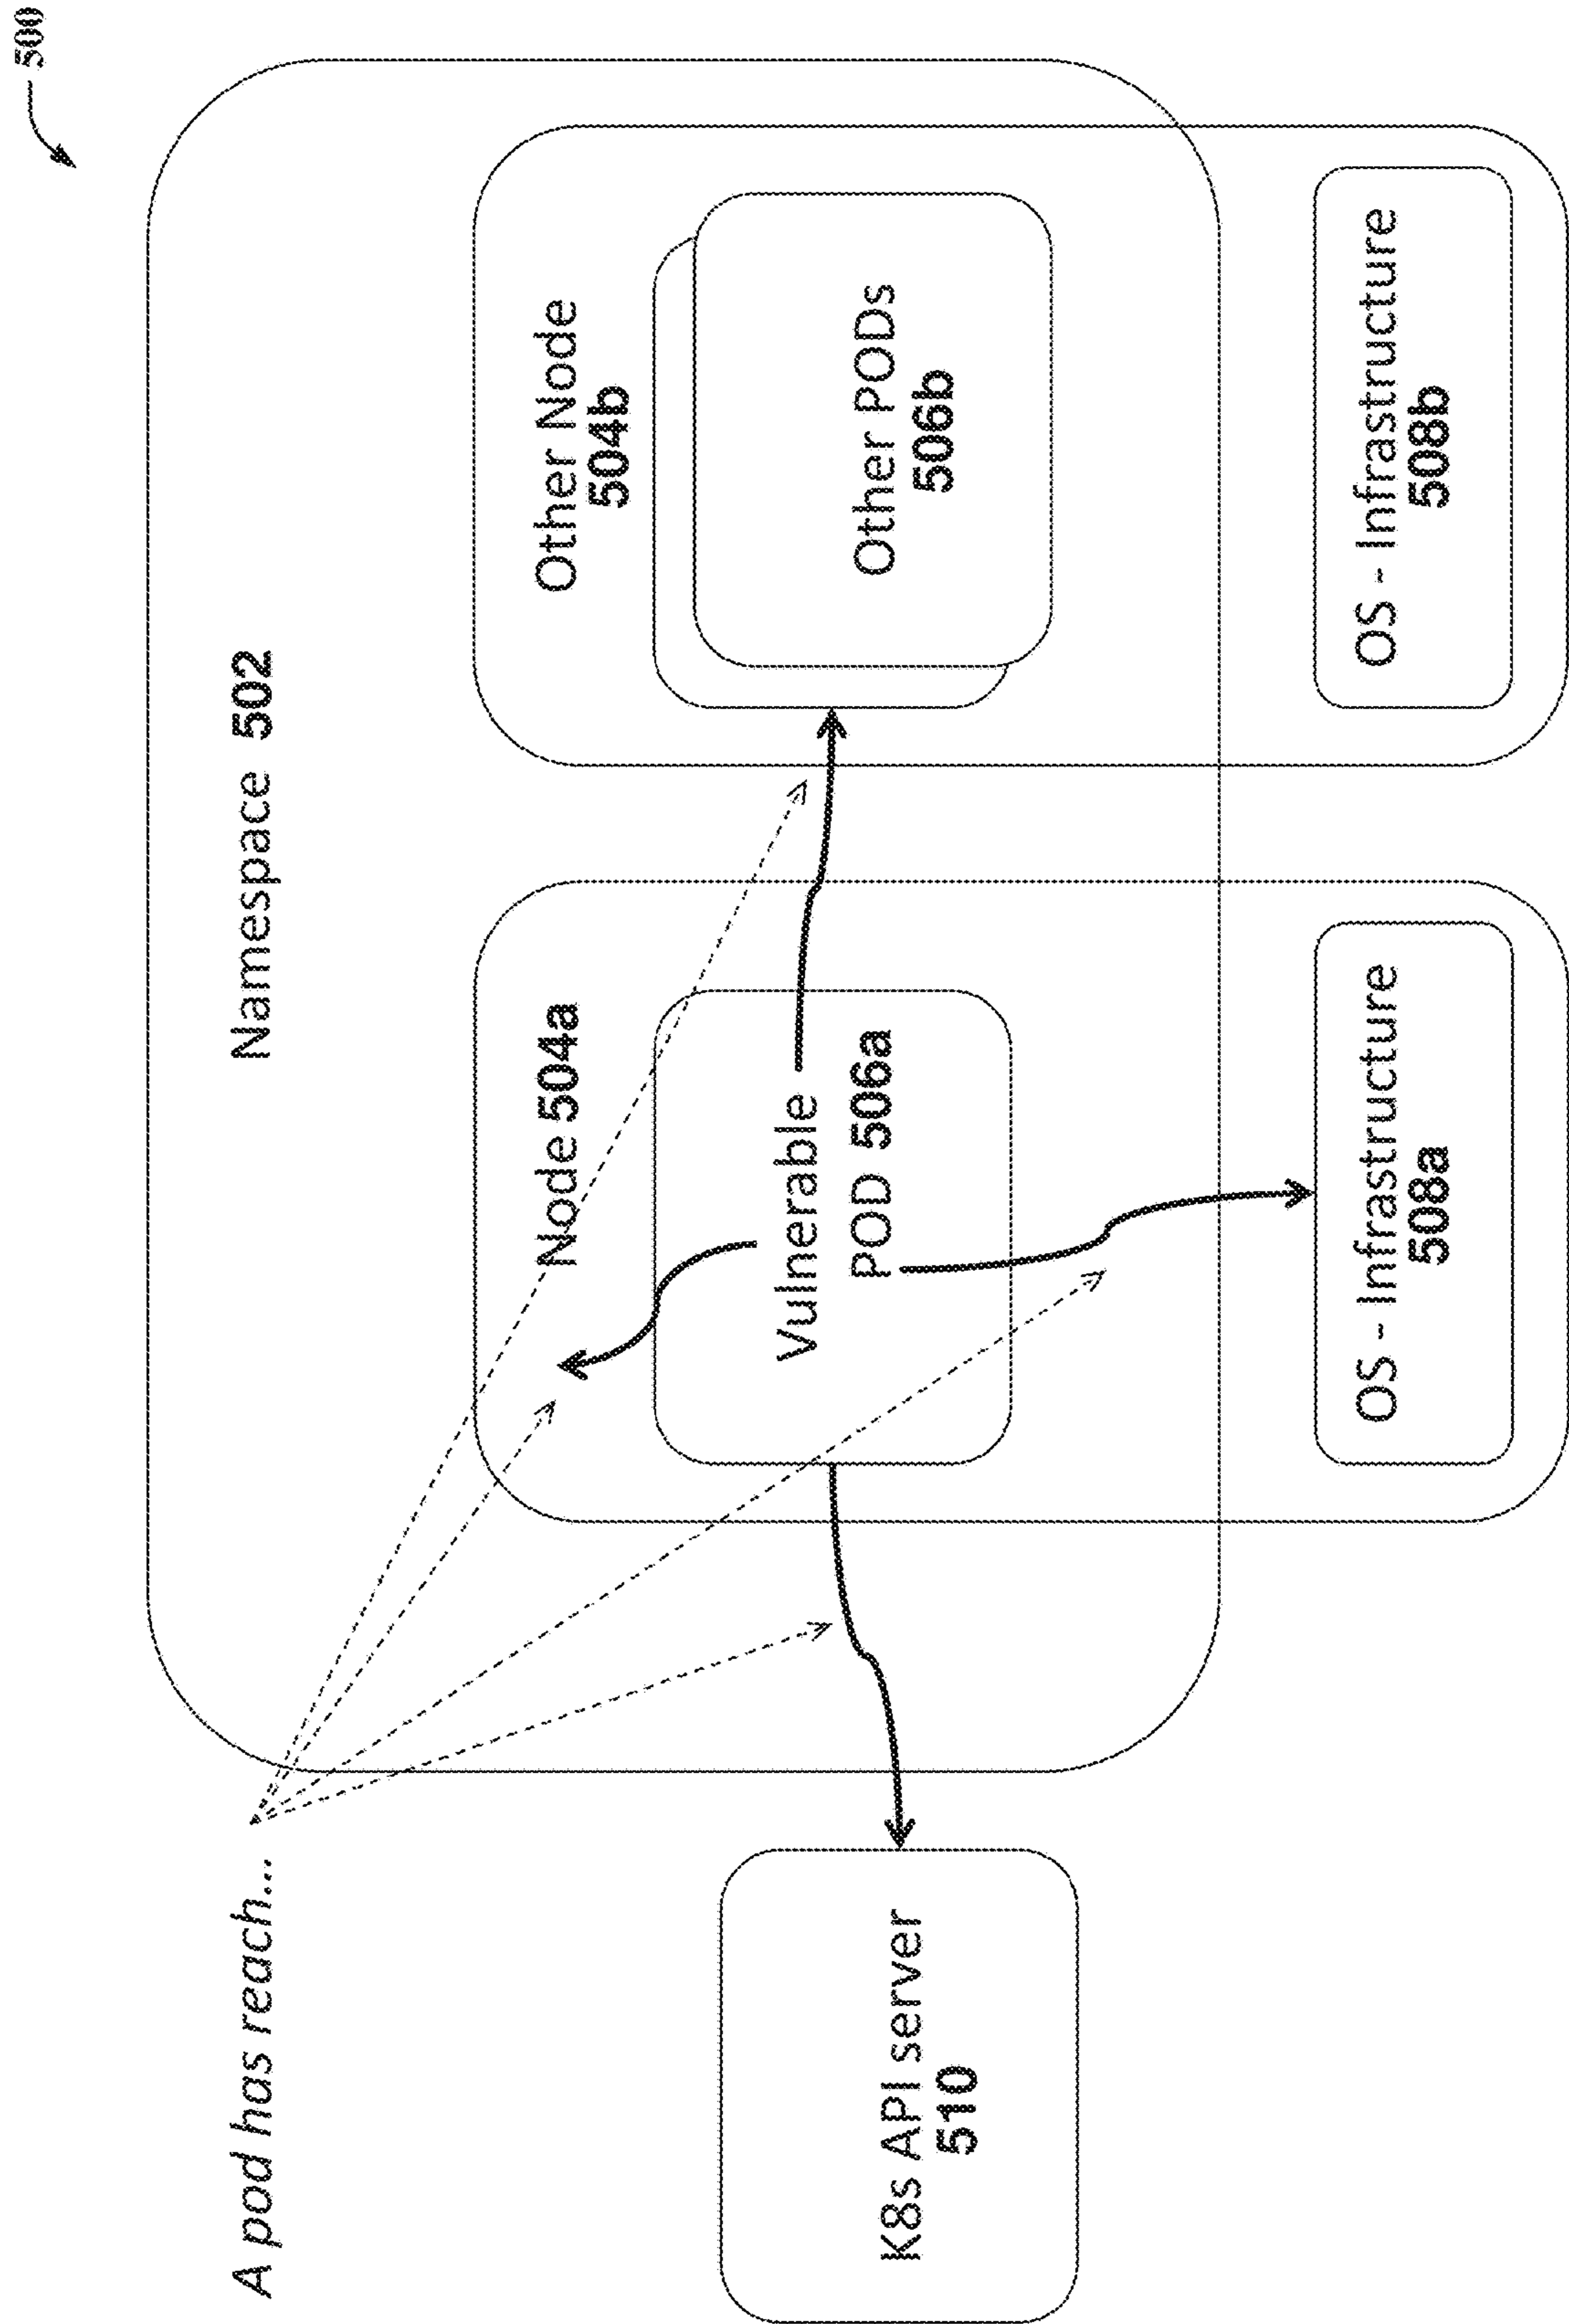 500
Namespace 502
A pod has reach...
Node 504a
Other Node
504b
Vulnerable
POD 506a
Other PODs
506b
K8s API server
510
OS - Infrastructure
508a
OS - Infrastructure
508b